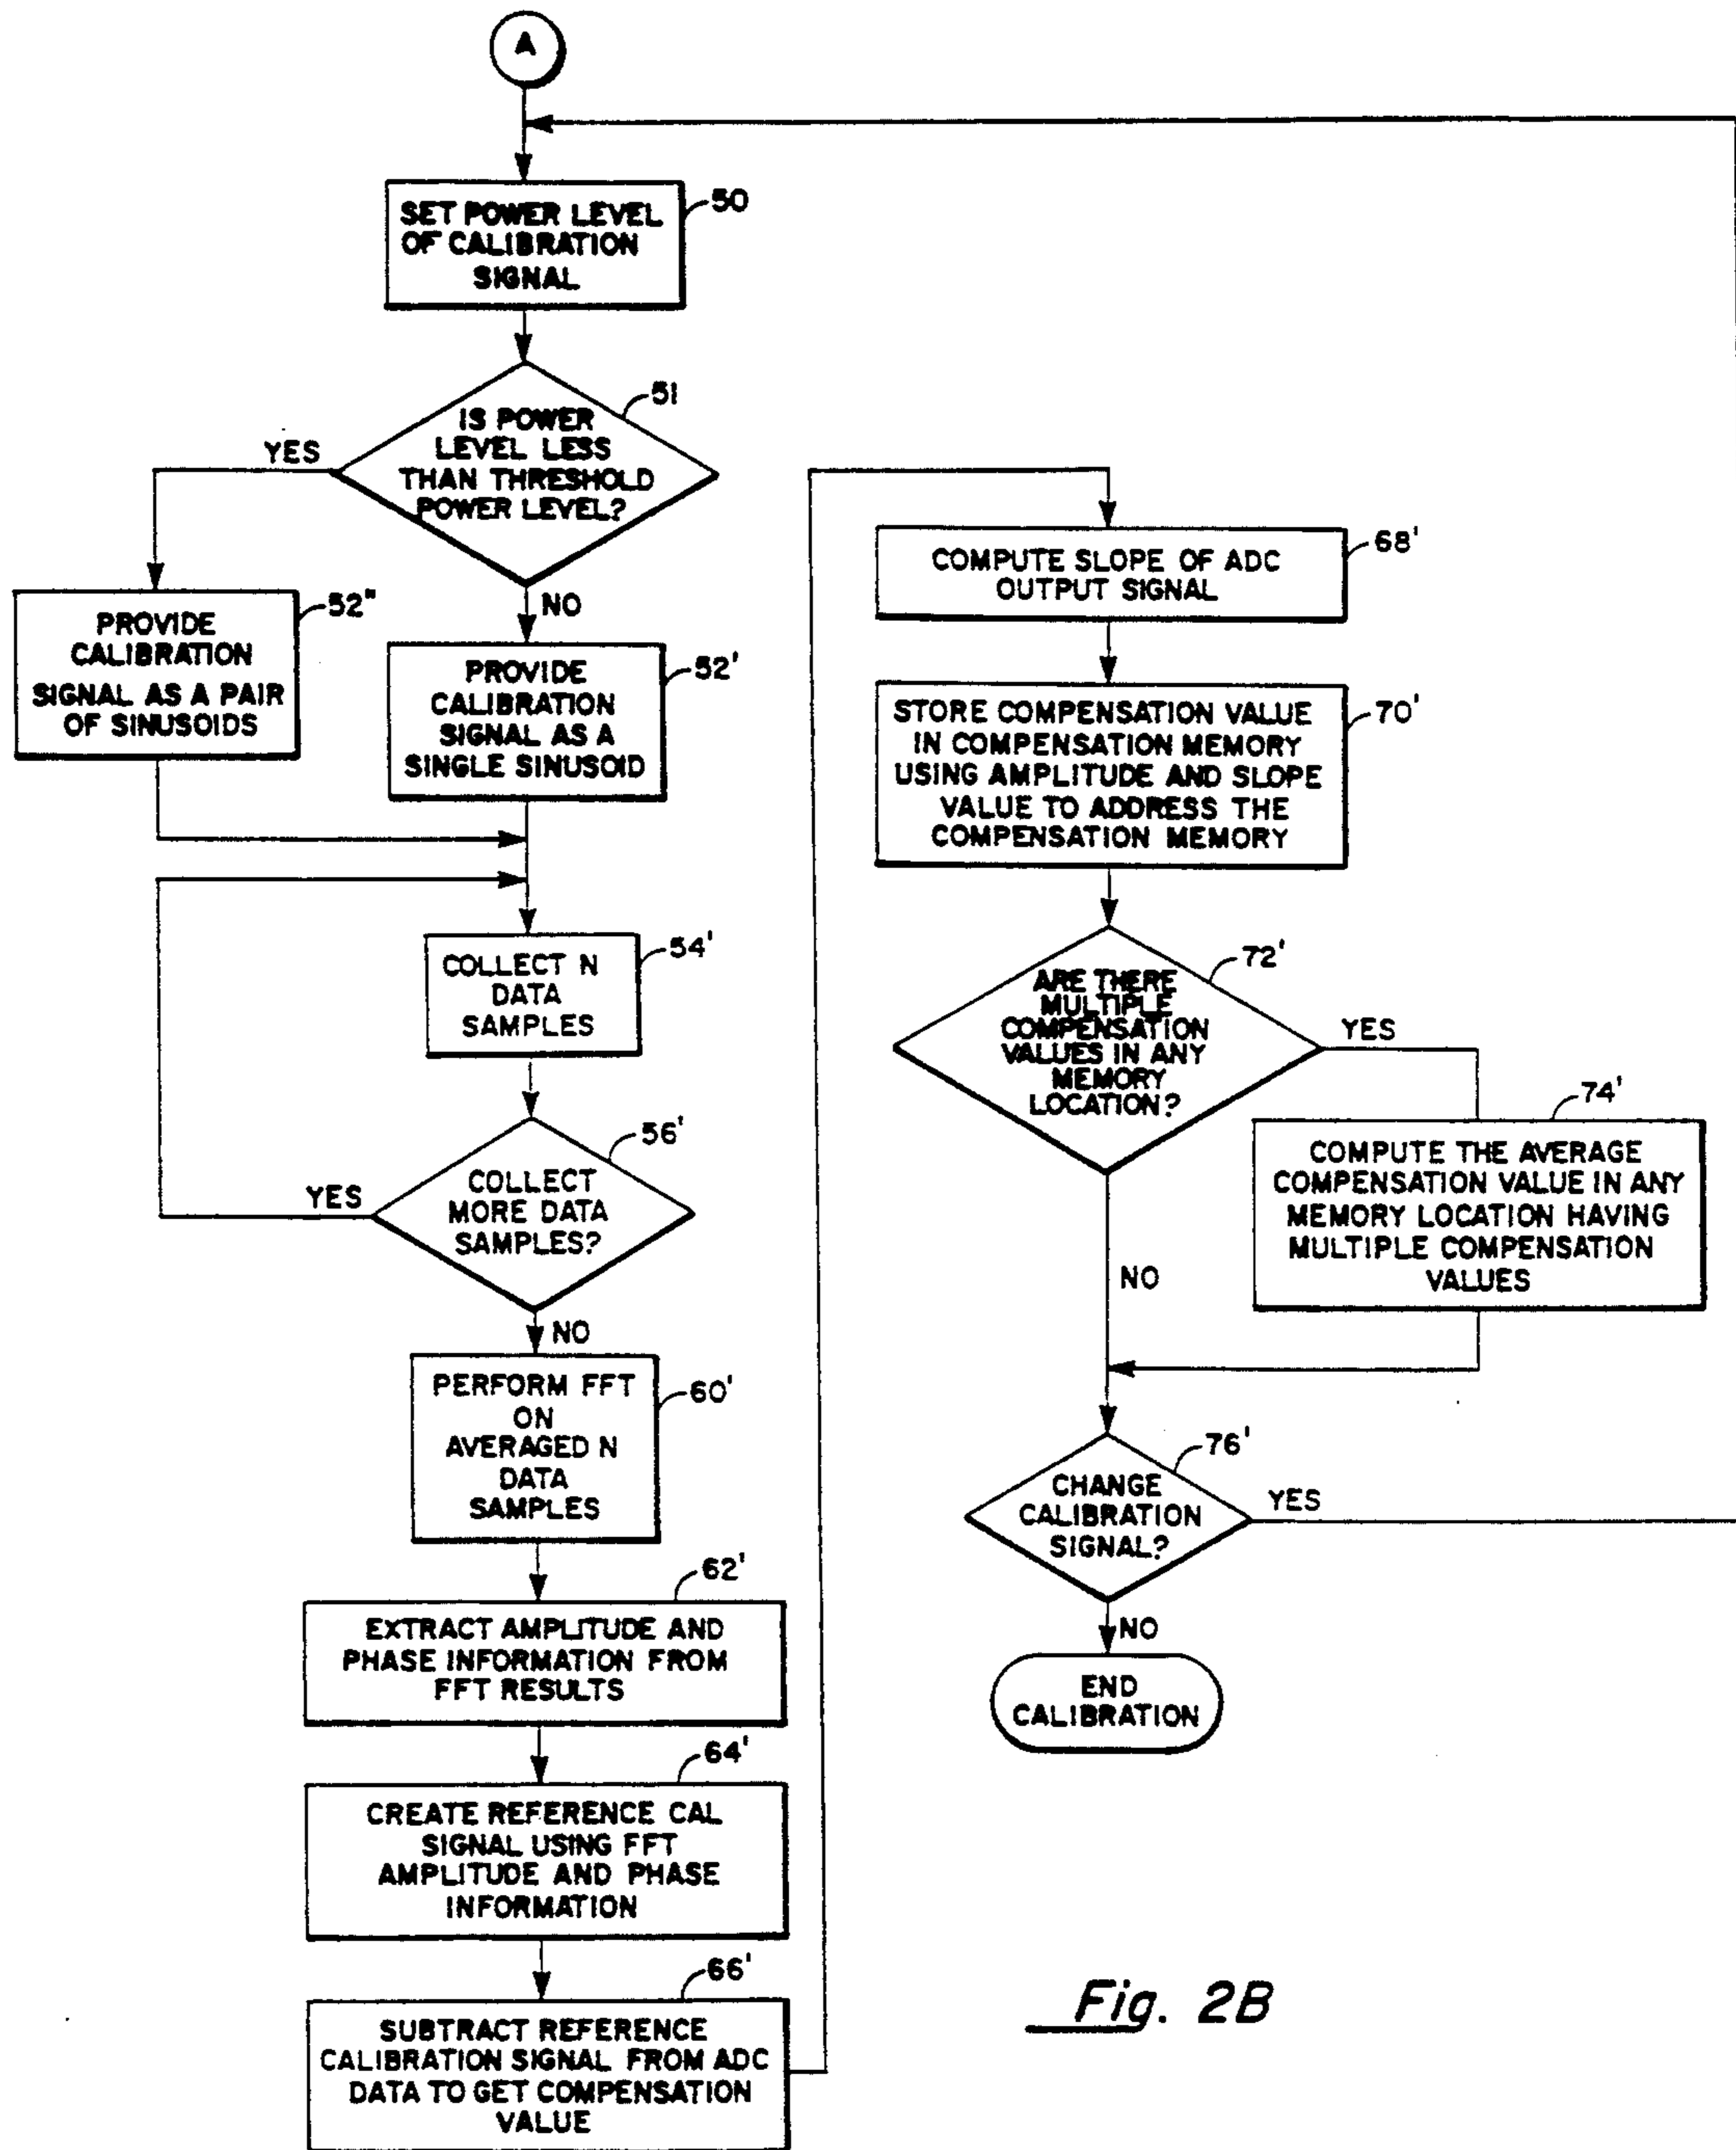 A
SET POWER LEVEL
OF CALIBRATION
SIGNAL
50
IS POWER
LEVEL LESS
THAN THRESHOLD
POWER LEVEL?
51
YES
NO
PROVIDE
CALIBRATION
SIGNAL AS A PAIR
OF SINUSOIDS
52"
PROVIDE
CALIBRATION
SIGNAL AS A
SINGLE SINUSOID
52'
COLLECT N
DATA
SAMPLES
54'
COLLECT
MORE DATA
SAMPLES?
56'
YES
NO
PERFORM FFT
ON
AVERAGED N
DATA
SAMPLES
60'
EXTRACT AMPLITUDE AND
PHASE INFORMATION FROM
FFT RESULTS
62'
CREATE REFERENCE CAL
SIGNAL USING FFT
AMPLITUDE AND PHASE
INFORMATION
64'
SUBTRACT REFERENCE
CALIBRATION SIGNAL FROM ADC
DATA TO GET COMPENSATION
VALUE
66'
COMPUTE SLOPE OF ADC
OUTPUT SIGNAL
68'
STORE COMPENSATION VALUE
IN COMPENSATION MEMORY
USING AMPLITUDE AND SLOPE
VALUE TO ADDRESS THE
COMPENSATION MEMORY
70'
ARE THERE
MULTIPLE
COMPENSATION
VALUES IN ANY
MEMORY
LOCATION?
72'
YES
NO
COMPUTE THE AVERAGE
COMPENSATION VALUE IN ANY
MEMORY LOCATION HAVING
MULTIPLE COMPENSATION
VALUES
74'
CHANGE
CALIBRATION
SIGNAL?
76'
YES
NO
END
CALIBRATION
Fig. 2B